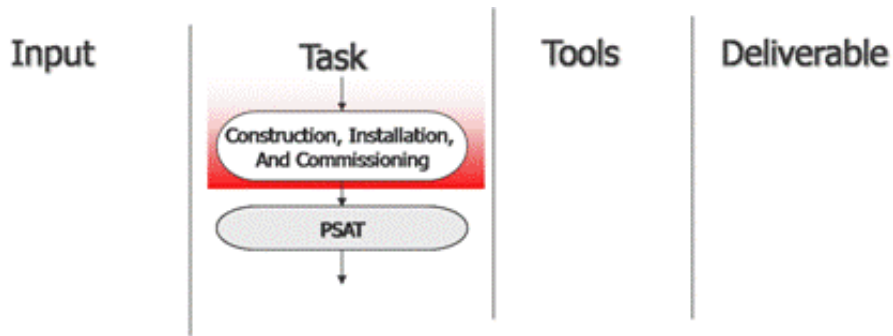 Input
Task
Tools
Deliverable
Construction, Installation,
And Commissioning
PSAT